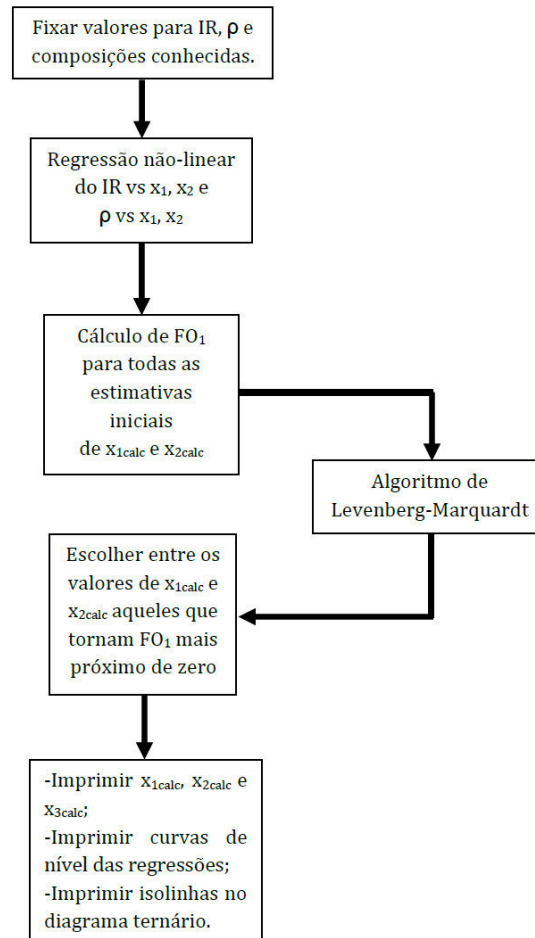 Fixar valores para IR, ρ e
composições conhecidas.
Regressão não-linear
do IR vs x₁, x₂ e
ρ vs x₁, x₂
Cálculo de FO₁
para todas as
estimativas
iniciais
de x₁calc e x₂calc
Algoritmo de
Levenberg-Marquardt
Escolher entre os
valores de x₁calc e
x₂calc aqueles que
tornam FO₁ mais
próximo de zero
-Imprimir x₁calc, x₂calc e
x₃calc;
-Imprimir curvas de
nível das regressões;
-Imprimir isolinhas no
diagrama ternário.